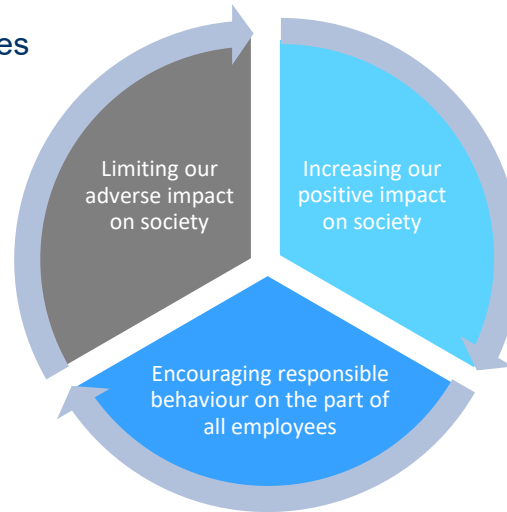 es
Limiting our
adverse impact
on society
Increasing our
positive impact
on society
Encouraging responsible
behaviour on the part of
all employees